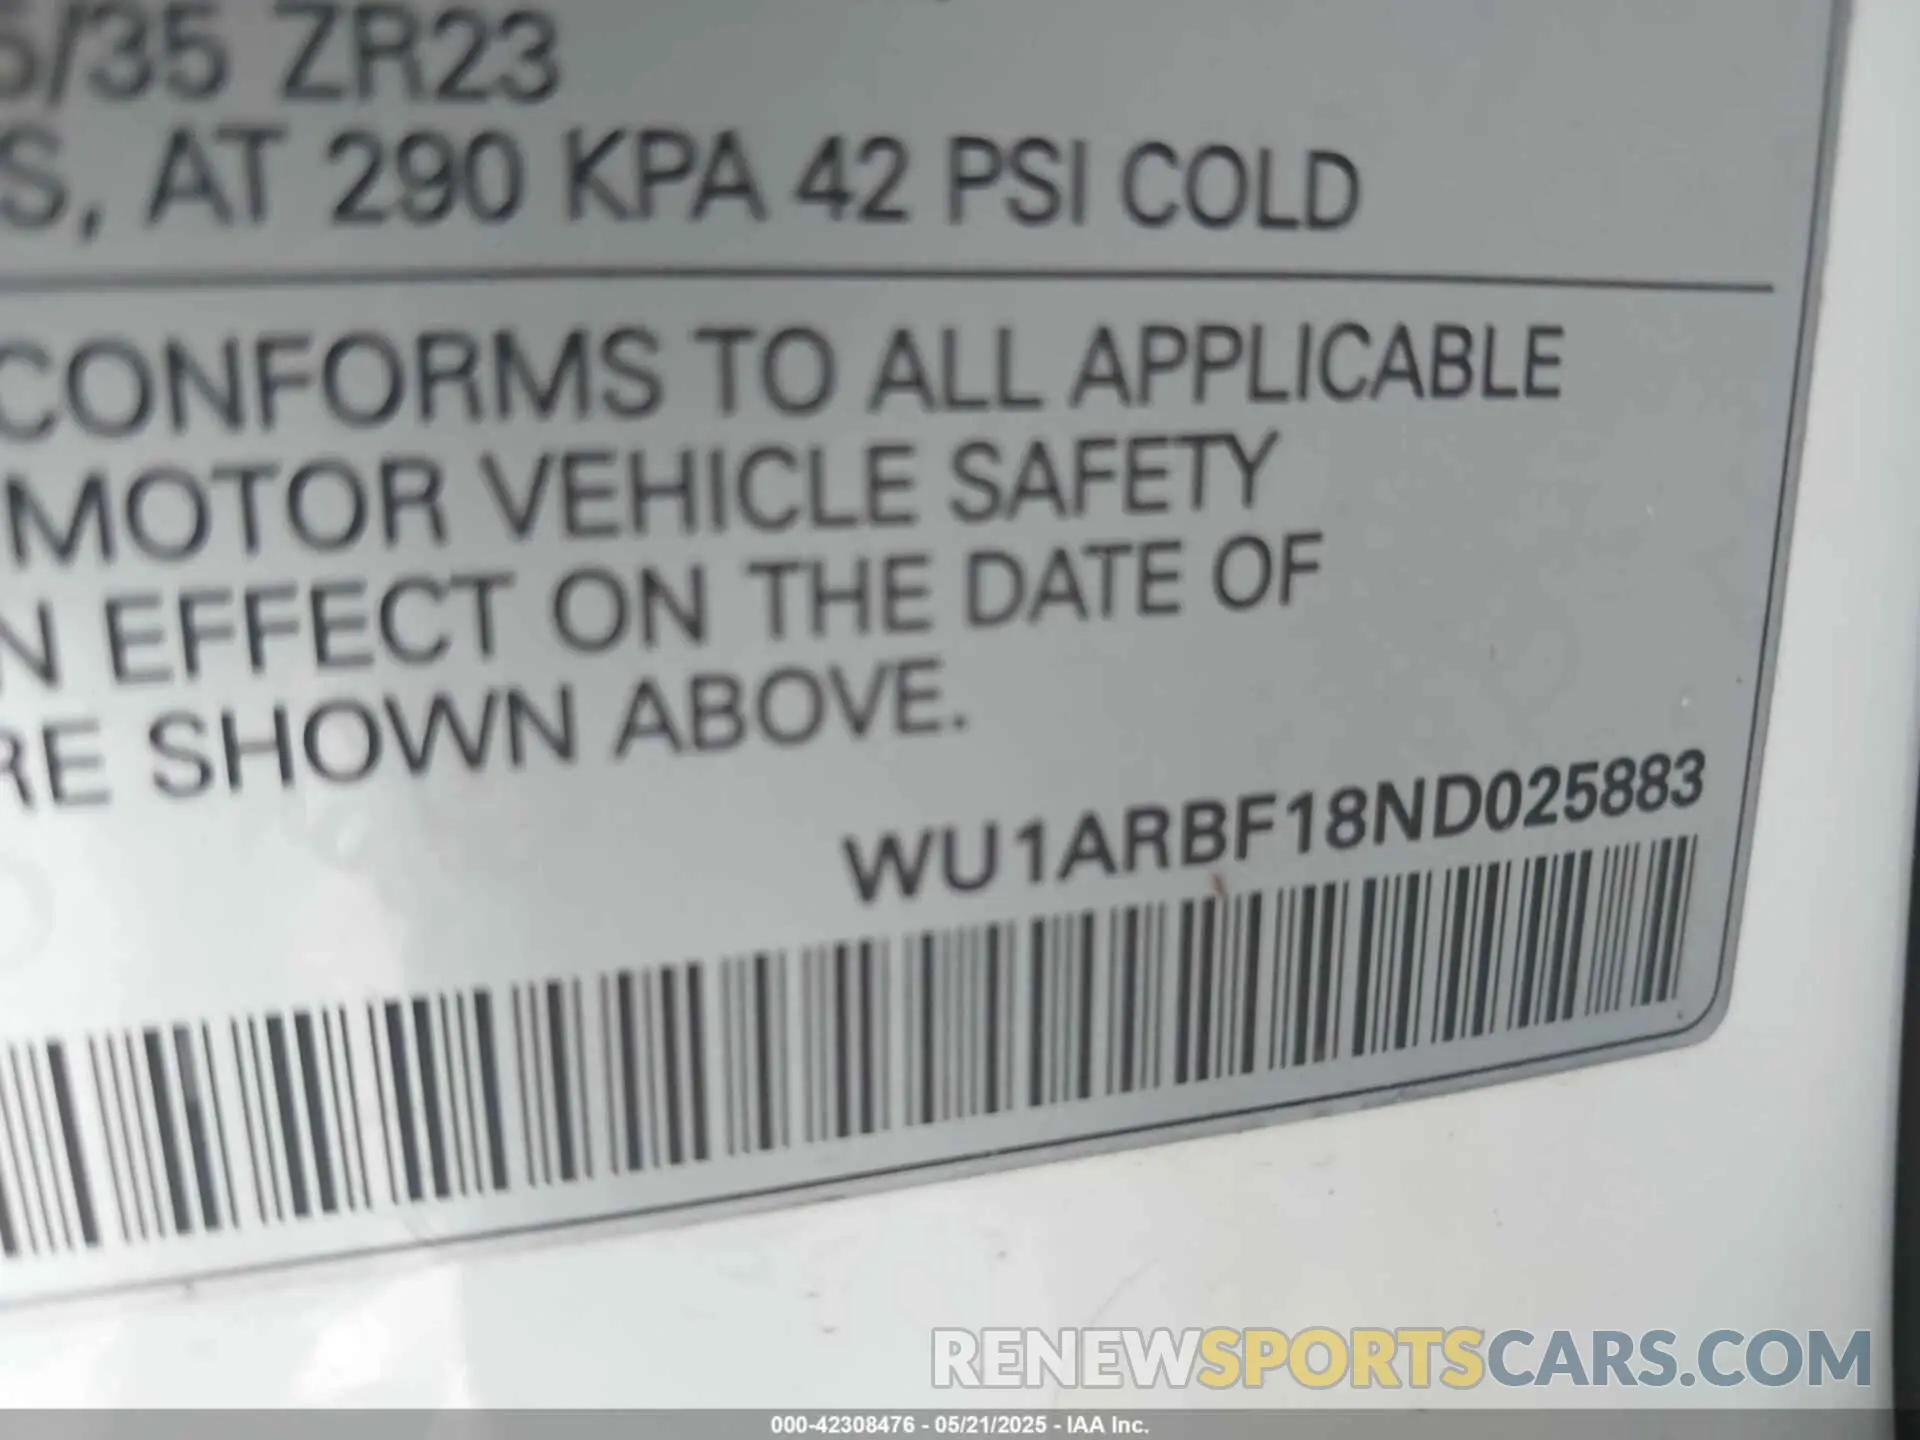 5/35 ZR23
S, AT 290 KPA 42 PSI COLD
CONFORMS TO ALL APPLICABLE
MOTOR VEHICLE SAFETY
N EFFECT ON THE DATE OF
RE SHOWN ABOVE.
WU1ARBF18ND025883
RENEWSPORTSCARS.COM
000-42308476 - 05/21/2025 - IAA Inc.